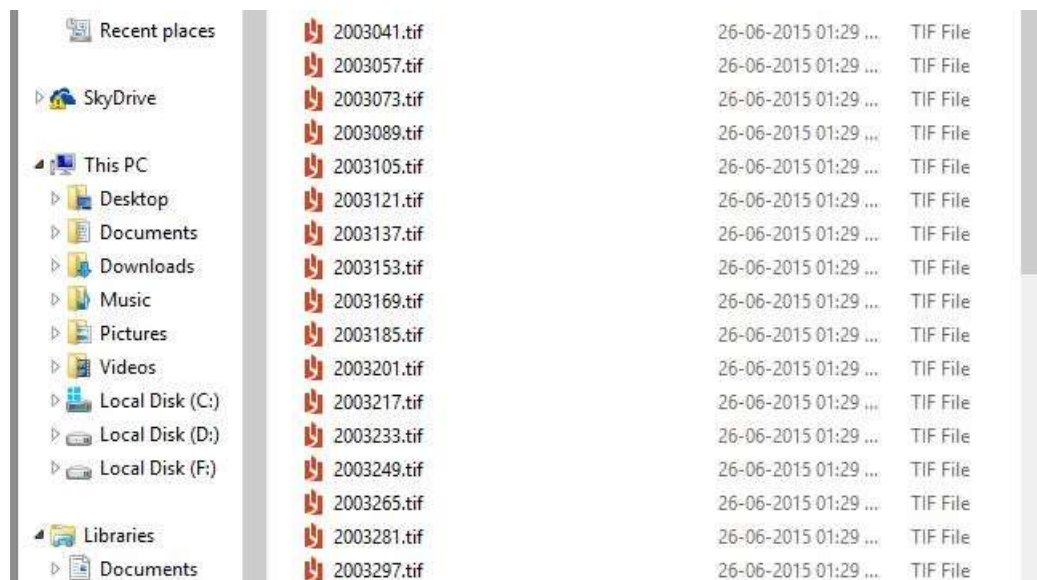 Recent places
SkyDrive
This PC
Desktop
Documents
Downloads
Music
Pictures
Videos
Local Disk (C:)
Local Disk (D:)
Local Disk (F:)
Libraries
Documents
2003041.tif 26-06-2015 01:29 ... TIF File
2003057.tif 26-06-2015 01:29 ... TIF File
2003073.tif 26-06-2015 01:29 ... TIF File
2003089.tif 26-06-2015 01:29 ... TIF File
2003105.tif 26-06-2015 01:29 ... TIF File
2003121.tif 26-06-2015 01:29 ... TIF File
2003137.tif 26-06-2015 01:29 ... TIF File
2003153.tif 26-06-2015 01:29 ... TIF File
2003169.tif 26-06-2015 01:29 ... TIF File
2003185.tif 26-06-2015 01:29 ... TIF File
2003201.tif 26-06-2015 01:29 ... TIF File
2003217.tif 26-06-2015 01:29 ... TIF File
2003233.tif 26-06-2015 01:29 ... TIF File
2003249.tif 26-06-2015 01:29 ... TIF File
2003265.tif 26-06-2015 01:29 ... TIF File
2003281.tif 26-06-2015 01:29 ... TIF File
2003297.tif 26-06-2015 01:29 ... TIF File